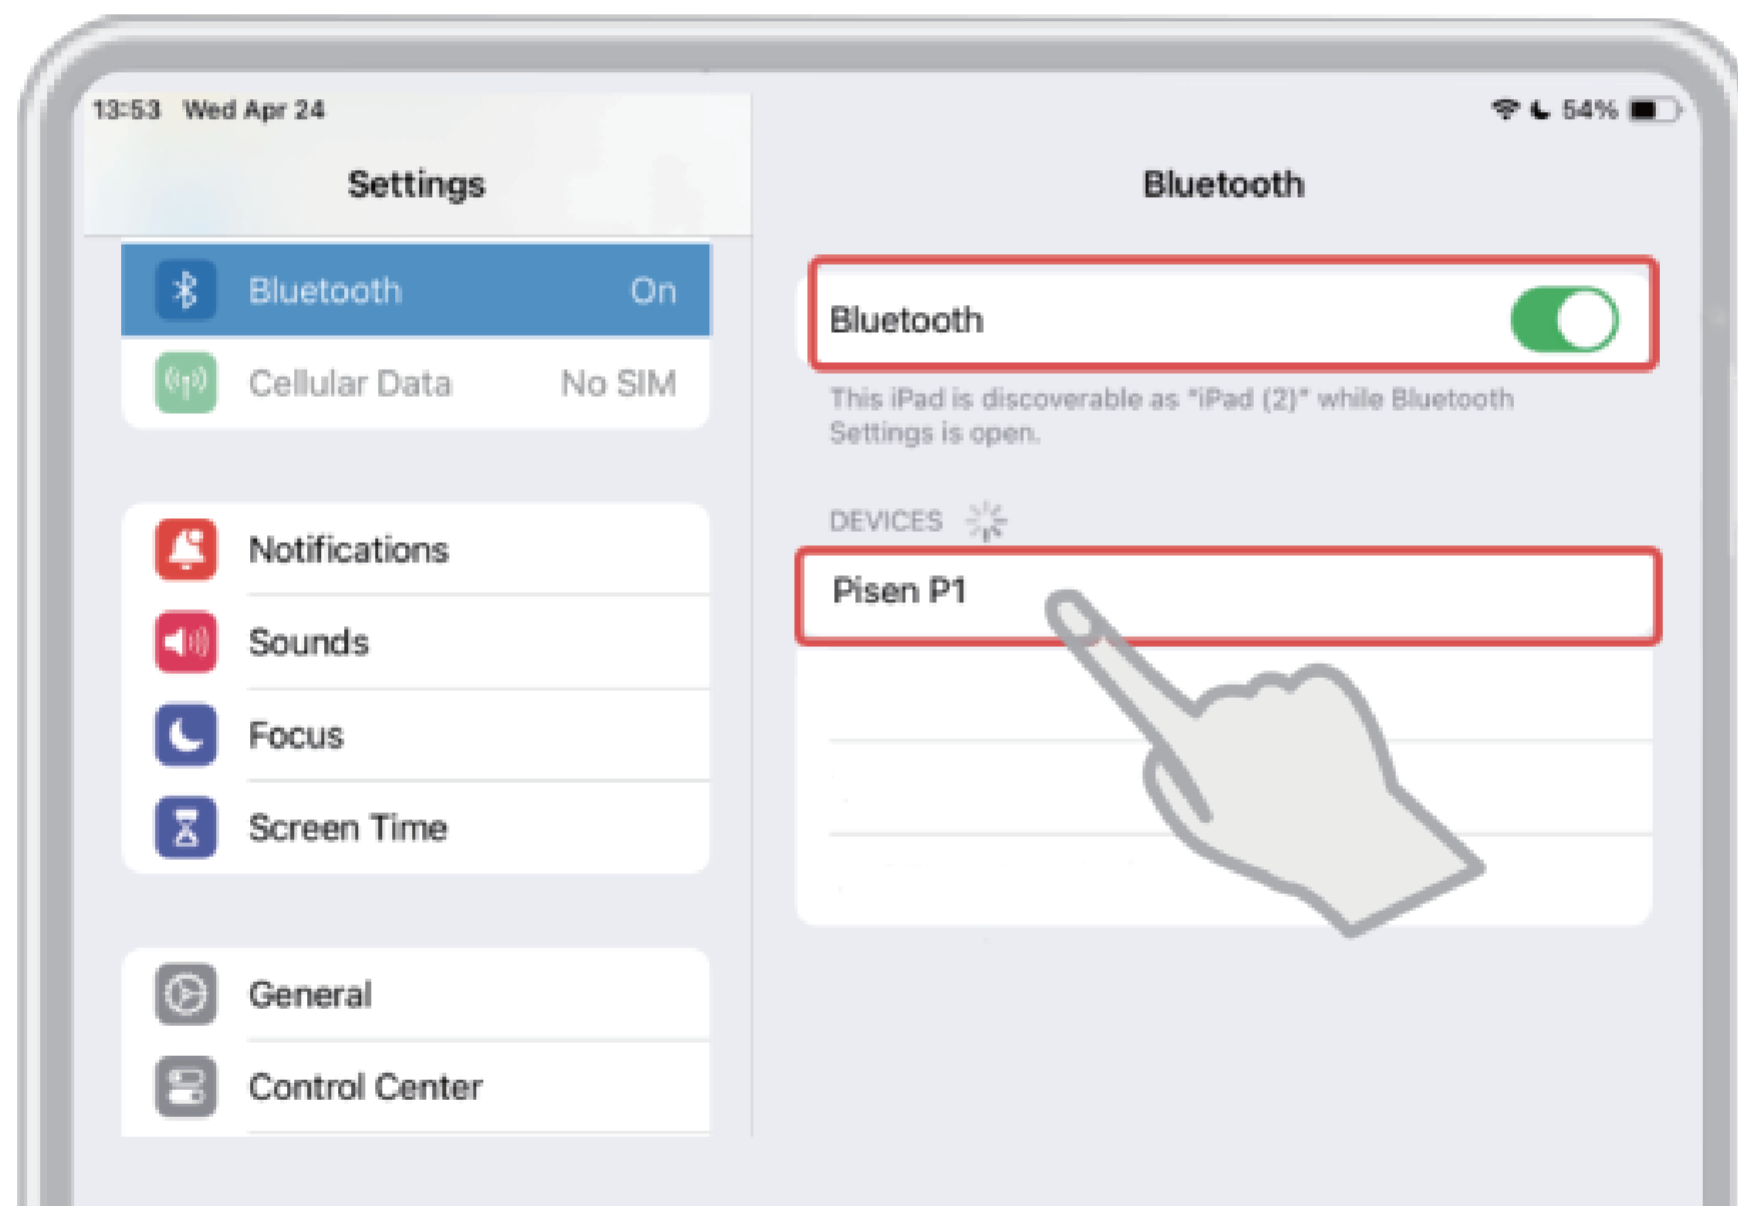 13:53 Wed Apr 24
54%
Settings
Bluetooth On
Cellular Data No SIM
Notifications
Sounds
Focus
Screen Time
General
Control Center
Bluetooth
Bluetooth
This iPad is discoverable as "iPad (2)" while Bluetooth
Settings is open.
DEVICES
Pisen P1